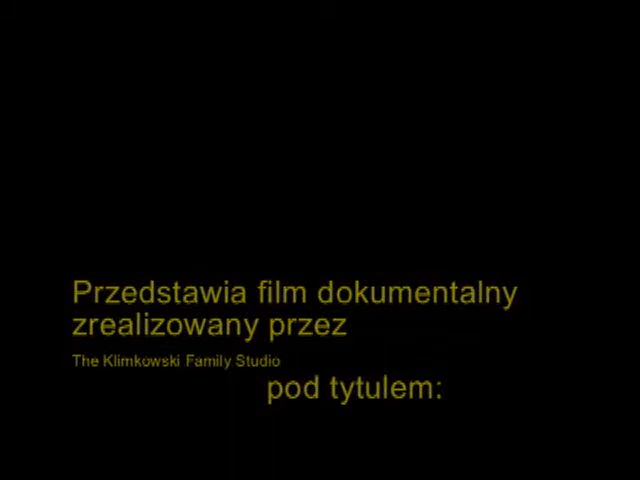 Przedstawia film dokumentalny
zrealizowany przez
The Klimkowski Family Studio
pod tytulem: